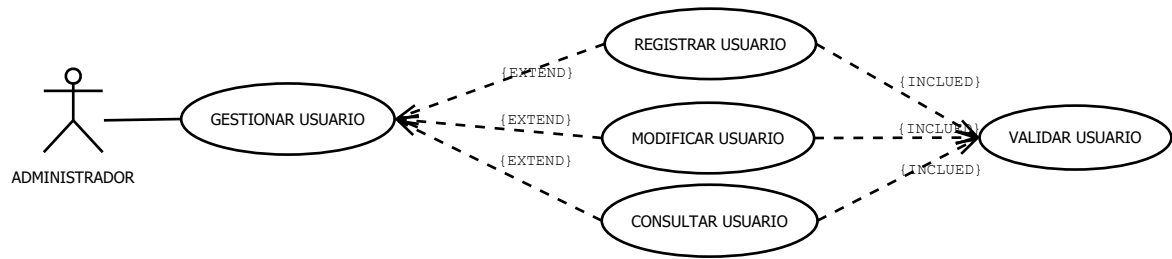 REGISTRAR USUARIO
{EXTEND}
{INCLUED}
GESTIONAR USUARIO
{EXTEND}
MODIFICAR USUARIO
{INCLUED}
VALIDAR USUARIO
{EXTEND}
{INCLUED}
ADMINISTRADOR
CONSULTAR USUARIO